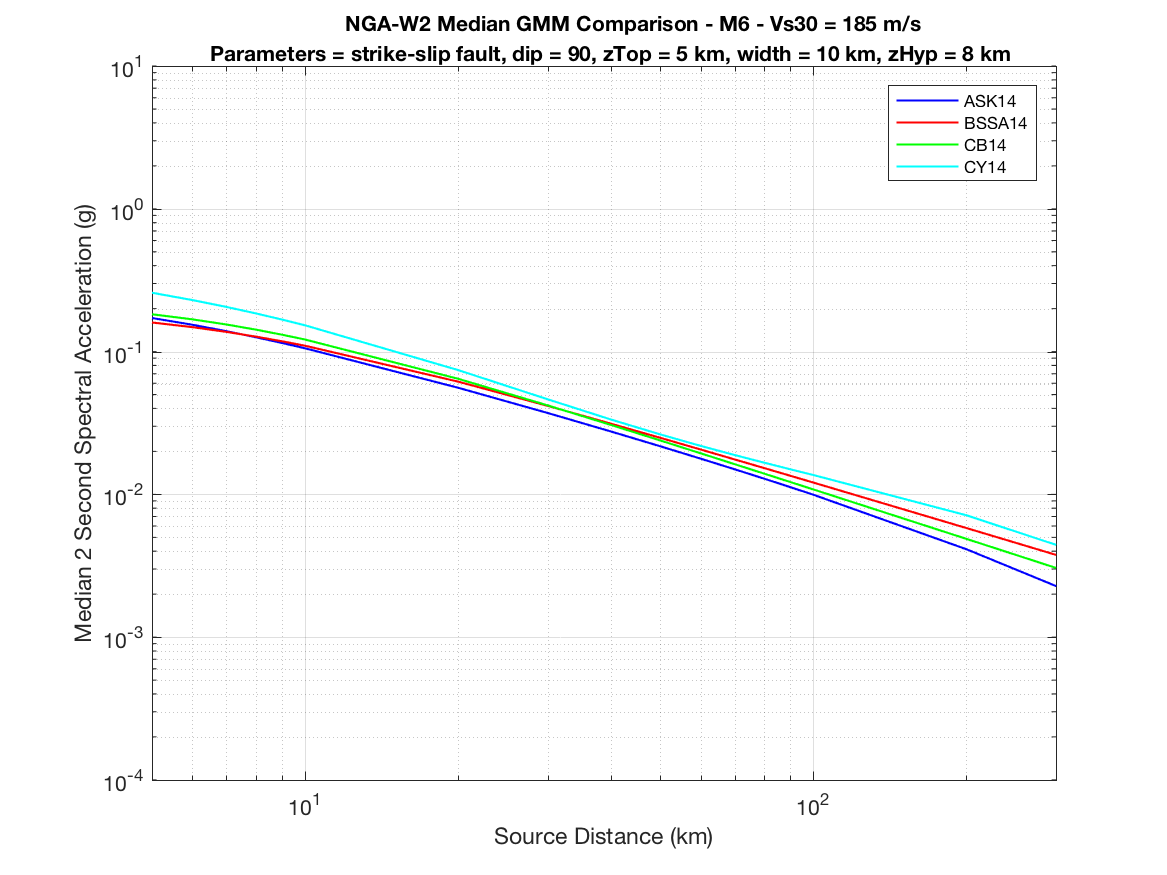 NGA-W2 Median GMM Comparison - M6 - Vs30 = 185 m/s
Parameters = strike-slip fault, dip = 90, zTop = 5 km, width = 10 km, zHyp = 8 km
ASK14
BSSA14
CB14
CY14
Median 2 Second Spectral Acceleration (g)
10^1
10^0
10^-1
10^-2
10^-3
10^-4
10^1
10^2
Source Distance (km)